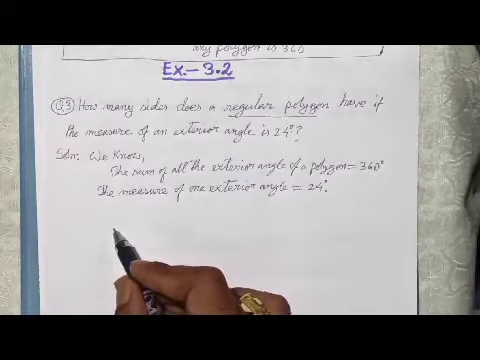 any polygon is 360
Ex.- 3.2
Q3 How many sides does a regular polygon have if
the measure of an exterior angle is 24°?
Soln. We Know,
The sum of all the exterior angle of a polygon = 360°
The measure of one exterior angle = 24°.